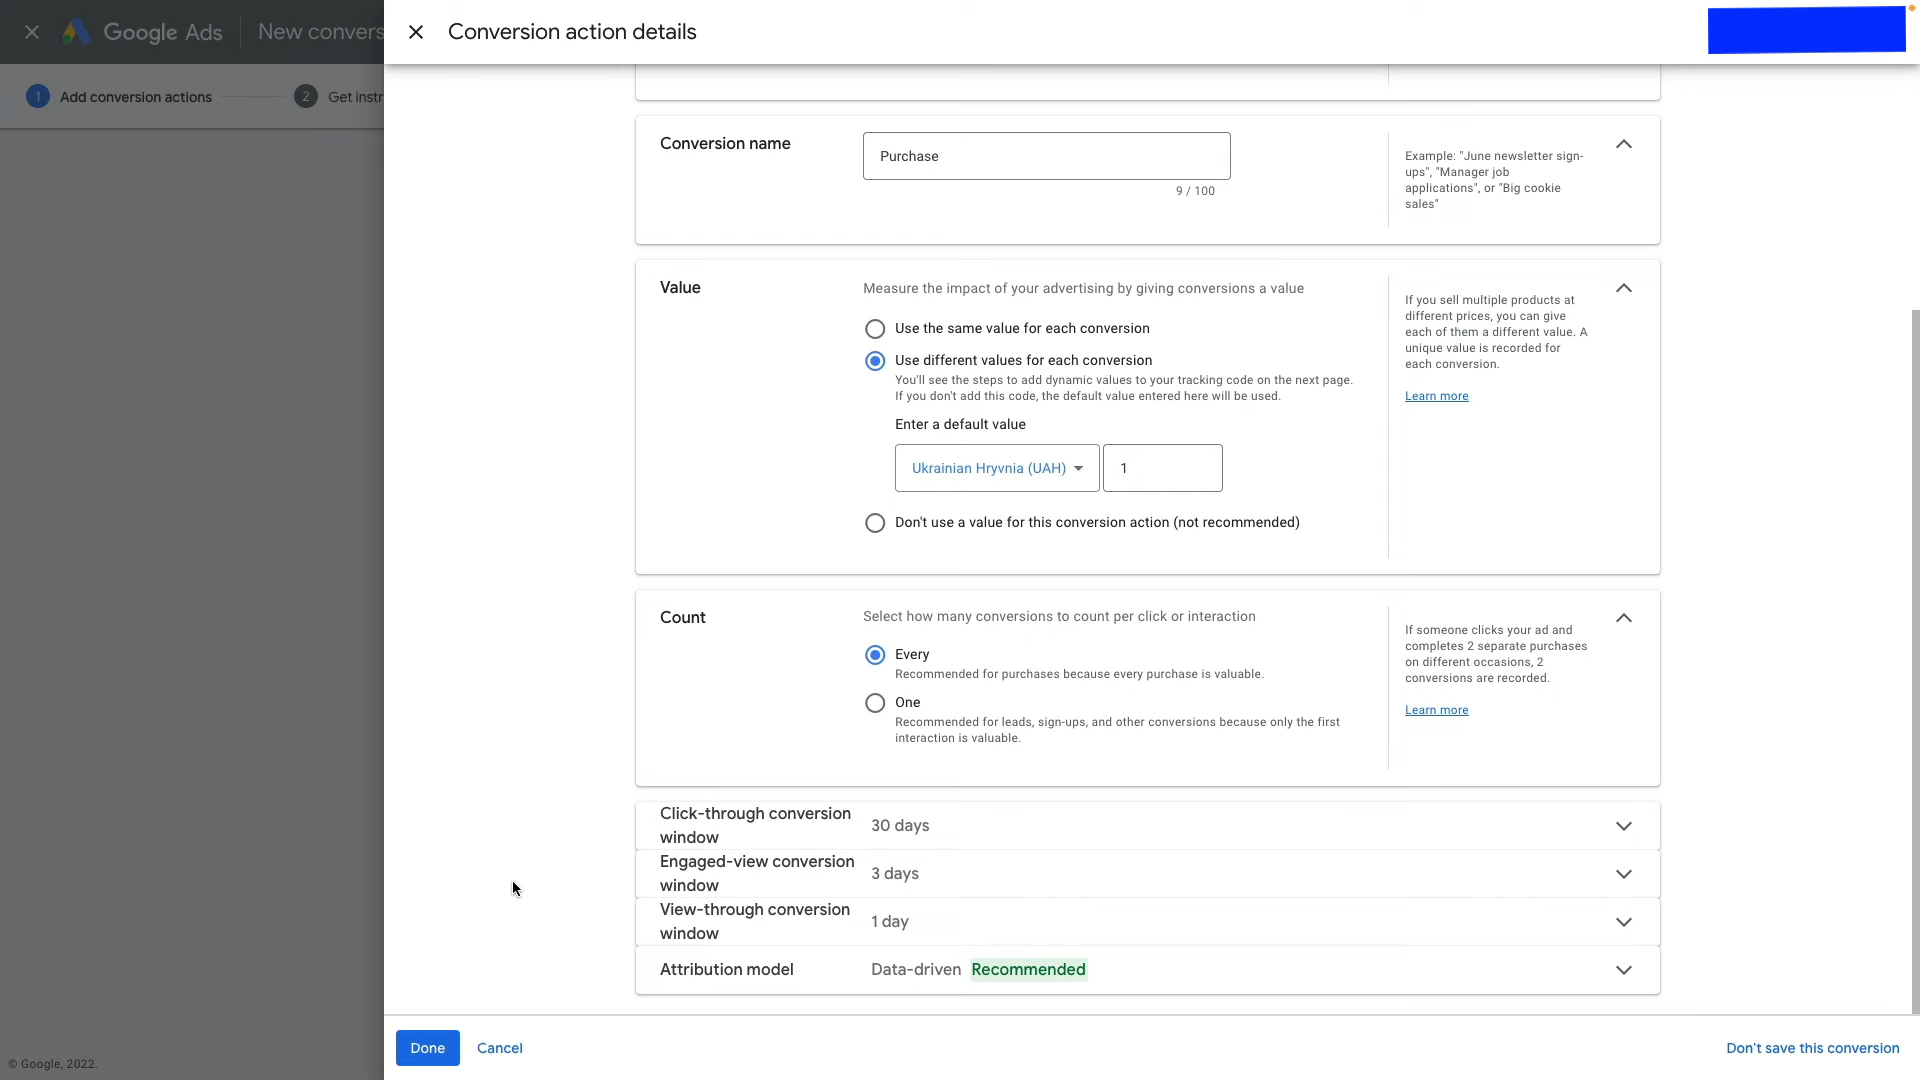 Google Ads
New convers
Conversion action details
1
Add conversion actions
2
Get instr
Conversion name
Purchase
9 / 100
Example: "June newsletter sign-
ups", "Manager job
applications", or "Big cookie
sales"
Value
Measure the impact of your advertising by giving conversions a value
Use the same value for each conversion
Use different values for each conversion
You'll see the steps to add dynamic values to your tracking code on the next page.
If you don't add this code, the default value entered here will be used.
Enter a default value
Ukrainian Hryvnia (UAH)
1
Don't use a value for this conversion action (not recommended)
If you sell multiple products at
different prices, you can give
each of them a different value. A
unique value is recorded for
each conversion.
Learn more
Count
Select how many conversions to count per click or interaction
Every
Recommended for purchases because every purchase is valuable.
One
Recommended for leads, sign-ups, and other conversions because only the first
interaction is valuable.
If someone clicks your ad and
completes 2 separate purchases
on different occasions, 2
conversions are recorded.
Learn more
Click-through conversion
window
30 days
Engaged-view conversion
window
3 days
View-through conversion
window
1 day
Attribution model
Data-driven Recommended
Done
Cancel
Don't save this conversion
© Google, 2022.